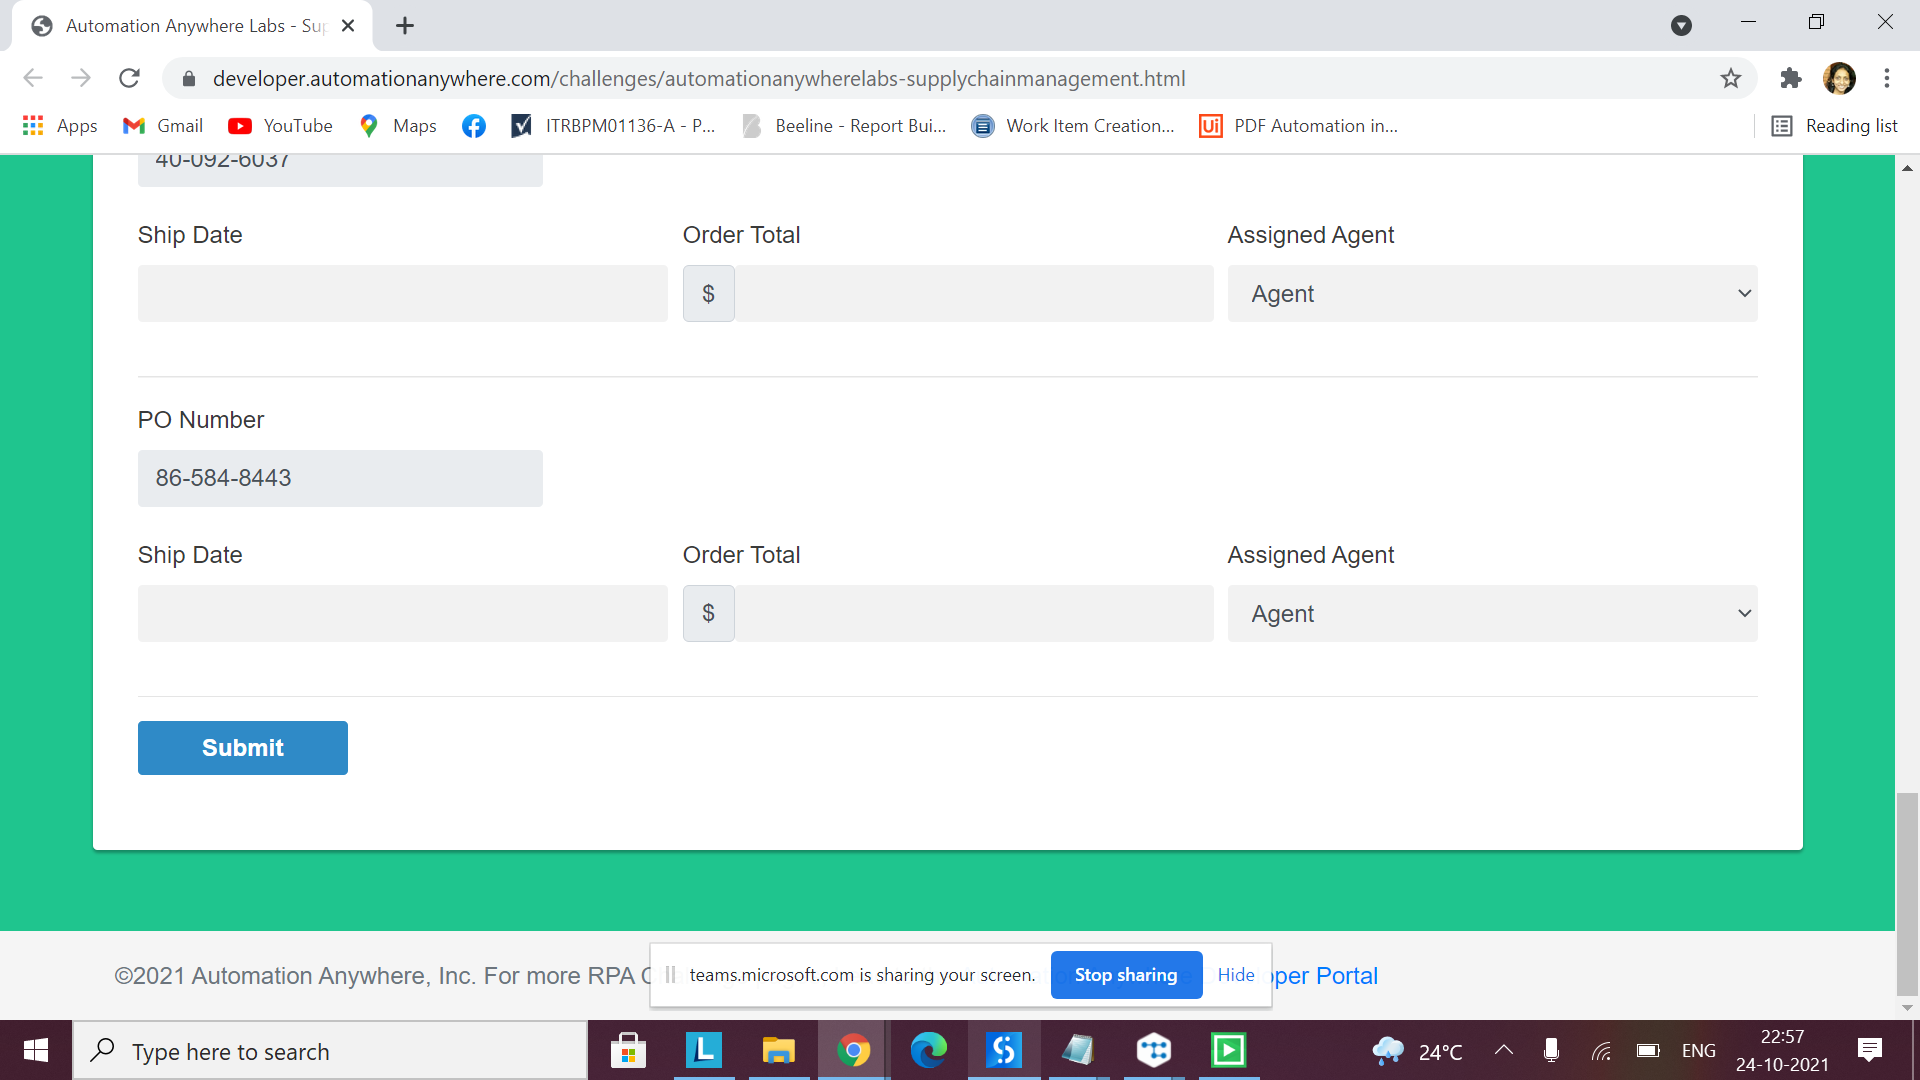 Automation Anywhere Labs - Sup
developer.automationanywhere.com/challenges/automationanywherelabs-supplychainmanagement.html
Apps
Gmail
YouTube
Maps
ITRBPM01136-A - P...
Beeline - Report Bui...
Work Item Creation...
Ui
PDF Automation in...
Reading list
40-092-6037
Ship Date
Order Total
Assigned Agent
$
Agent
PO Number
86-584-8443
Ship Date
Order Total
Assigned Agent
$
Agent
Submit
©2021 Automation Anywhere, Inc. For more RPA
per Portal
teams.microsoft.com is sharing your screen.
Stop sharing
Hide
Type here to search
L
24°C
ENG
22:57
24-10-2021